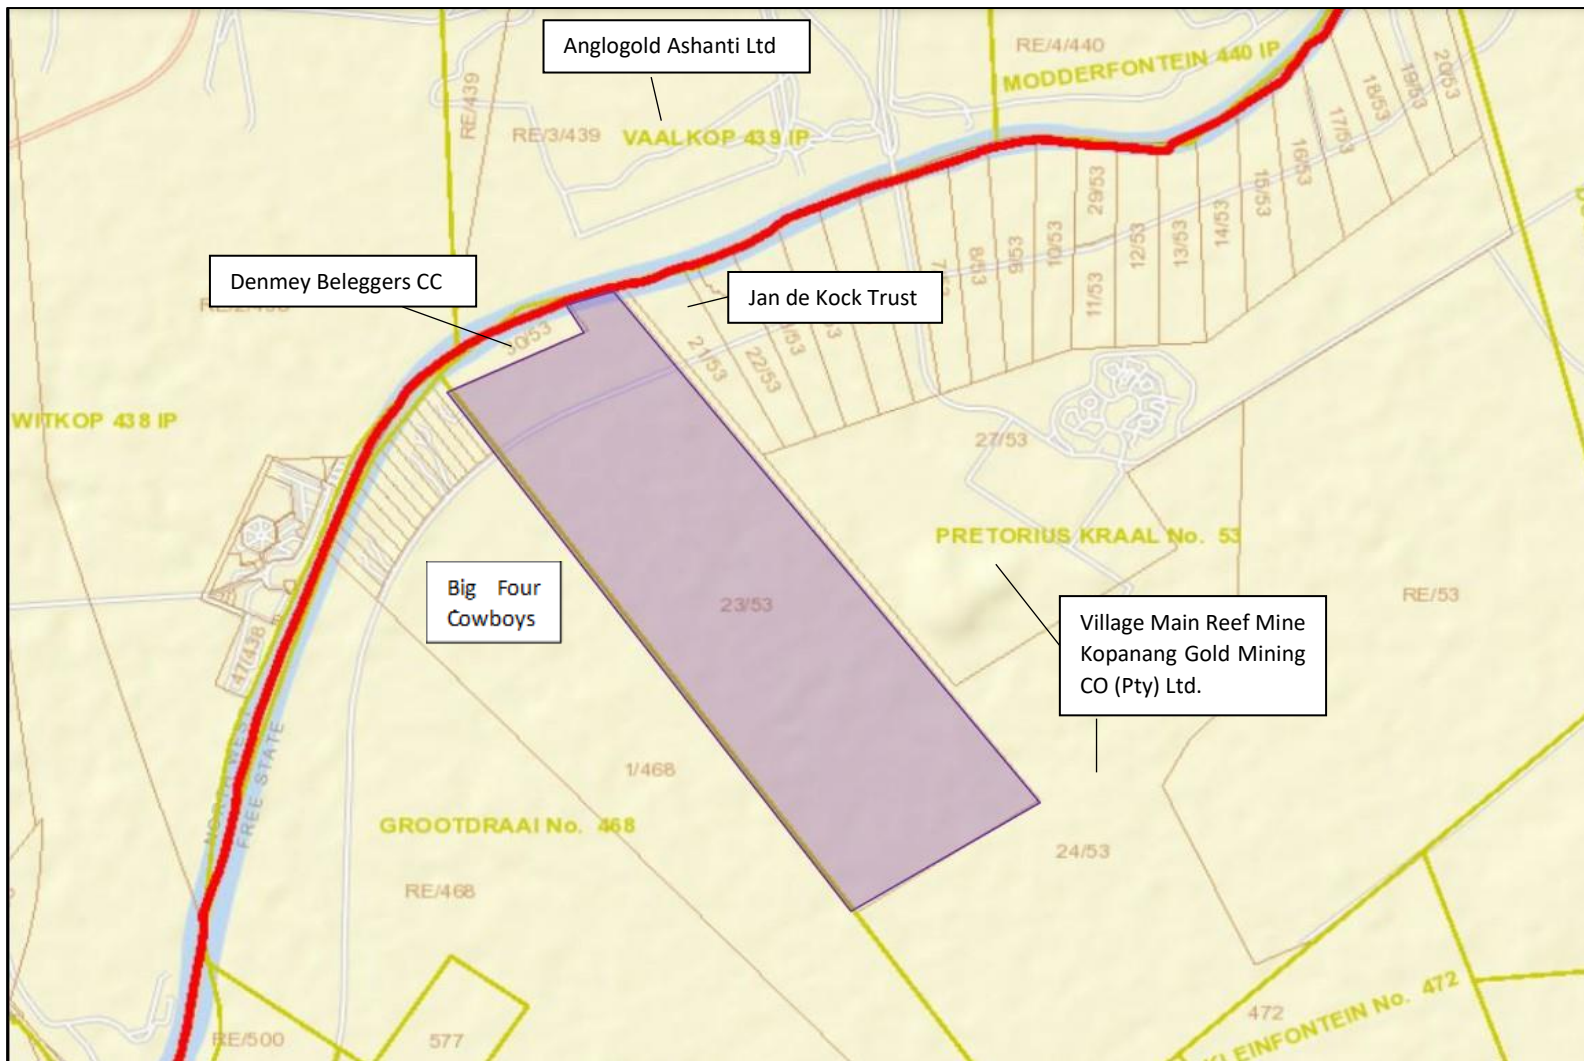 Anglogold Ashanti Ltd
RE/4/440
MODDERFONTEIN 440 IP
20/53
19/53
18/53
17/53
16/53
15/53
14/53
13/53
12/53
29/53
11/53
10/53
9/53
8/53
RE/439
RE/3/439
VAALKOP 439 IP
Denmey Beleggers CC
Jan de Kock Trust
30/53
21/53
22/53
WITKOP 438 IP
27/53
PRETORIUS KRAAL No. 53
Big Four
Cowboys
23/53
RE/53
Village Main Reef Mine
Kopanang Gold Mining
CO (Pty) Ltd.
47/438
NORTH WEST
FREE STATE
1/468
GROOTDRAAI No. 468
24/53
RE/468
RE/500
577
472
KLEINFONTEIN No. 472